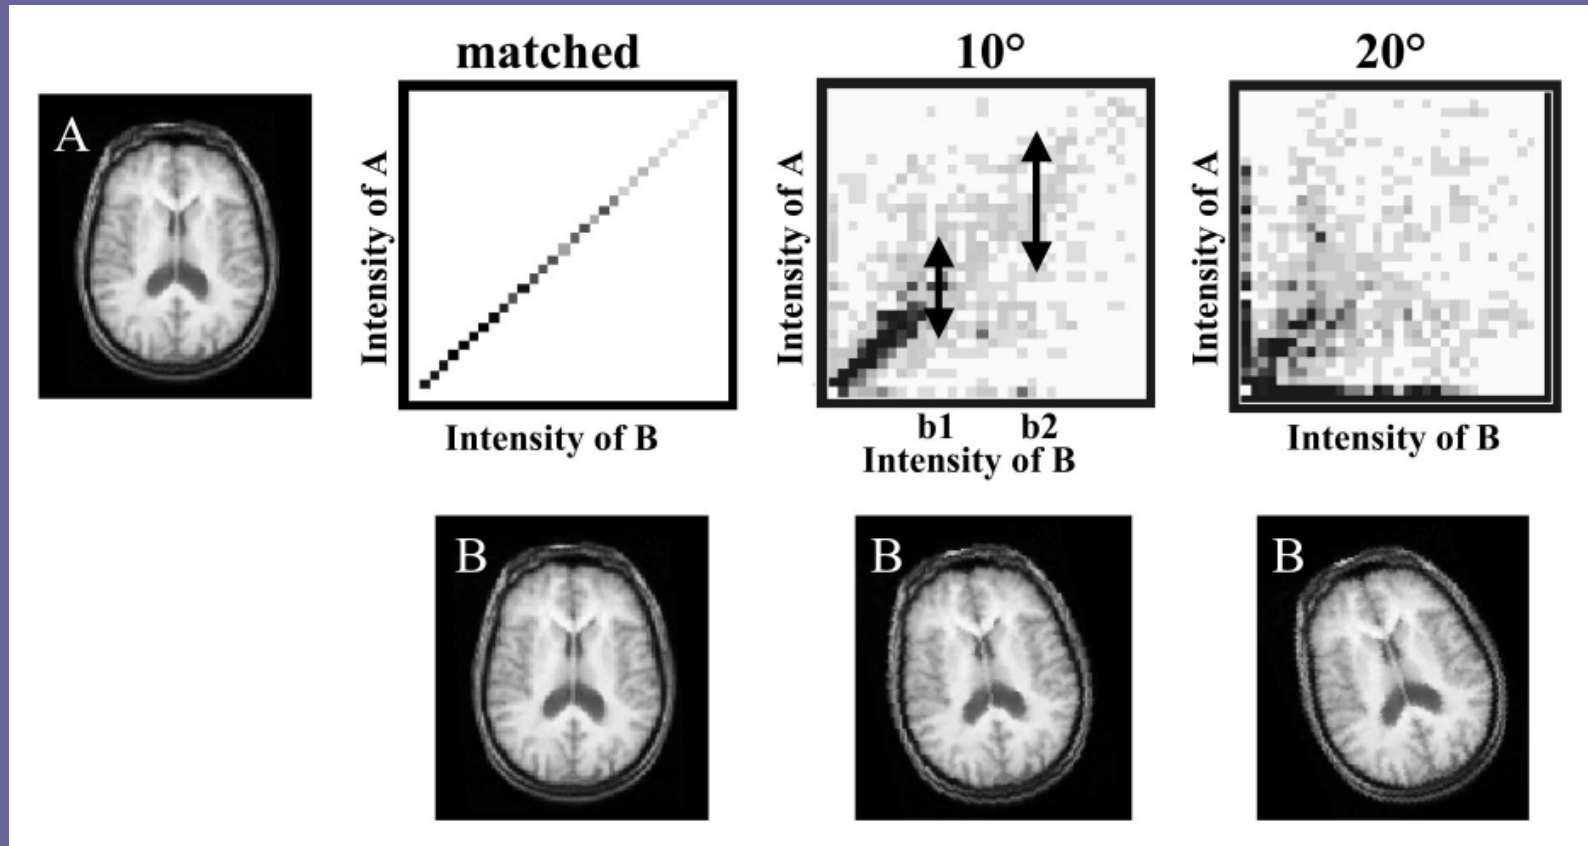 matched
10°
20°
A
Intensity of A
Intensity of B
Intensity of A
b1 b2
Intensity of B
Intensity of A
Intensity of B
B
B
B